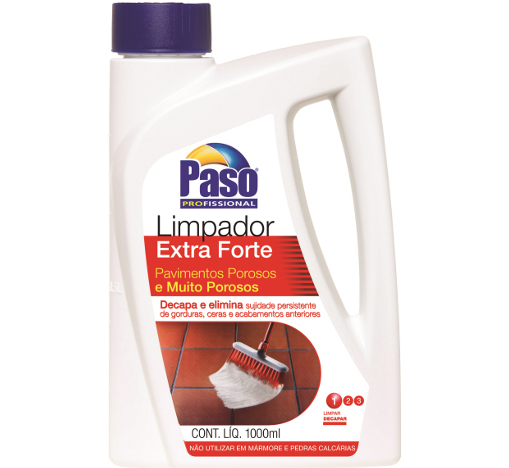 Paso
PROFISSIONAL
Limpador
Extra Forte
Pavimentos Porosos
e Muito Porosos
Decapa e elimina sujidade persistente
de gorduras, ceras e acabamentos anteriores
1 2 3
LIMPAR
DECAPAR
CONT. LÍQ. 1000ml
NÃO UTILIZAR EM MÁRMORE E PEDRAS CALCÁRIAS